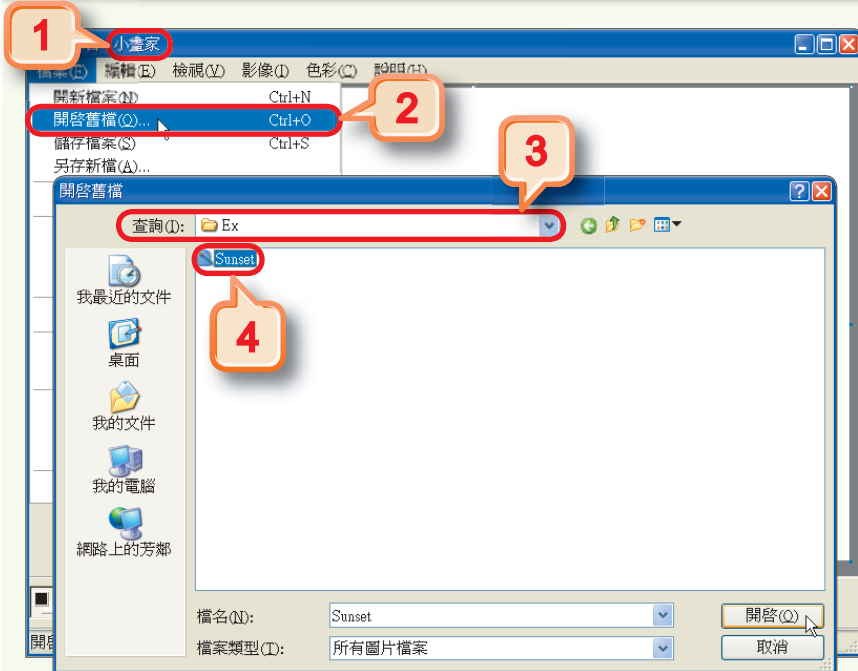 1
小畫家
檔案(F) 編輯(E) 檢視(V) 影像(I) 色彩(C) 說明(H)
開新檔案(N) Ctrl+N
開啓舊檔(O)... Ctrl+O
2
儲存檔案(S) Ctrl+S
另存新檔(A)...
3
開啓舊檔
查詢(I): Ex
Sunset
4
我最近的文件
桌面
我的文件
我的電腦
網路上的芳鄰
檔名(N): Sunset 開啓(O)
檔案類型(T): 所有圖片檔案 取消